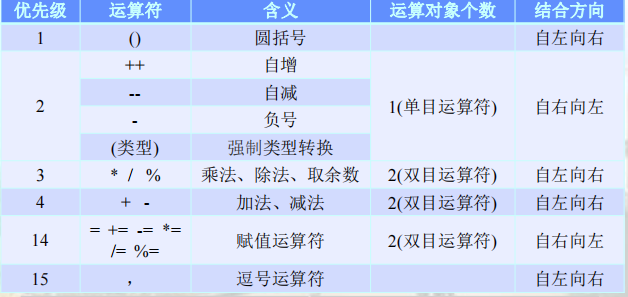 优先级 运算符 含义 运算对象个数 结合方向
1 () 圆括号 自左向右
2 ++ 自增 1(单目运算符) 自右向左
-- 自减
- 负号
(类型) 强制类型转换
3 * / % 乘法、除法、取余数 2(双目运算符) 自左向右
4 + - 加法、减法 2(双目运算符) 自左向右
14 = += -= *= 赋值运算符 2(双目运算符) 自右向左
/= %=
15 , 逗号运算符 自左向右